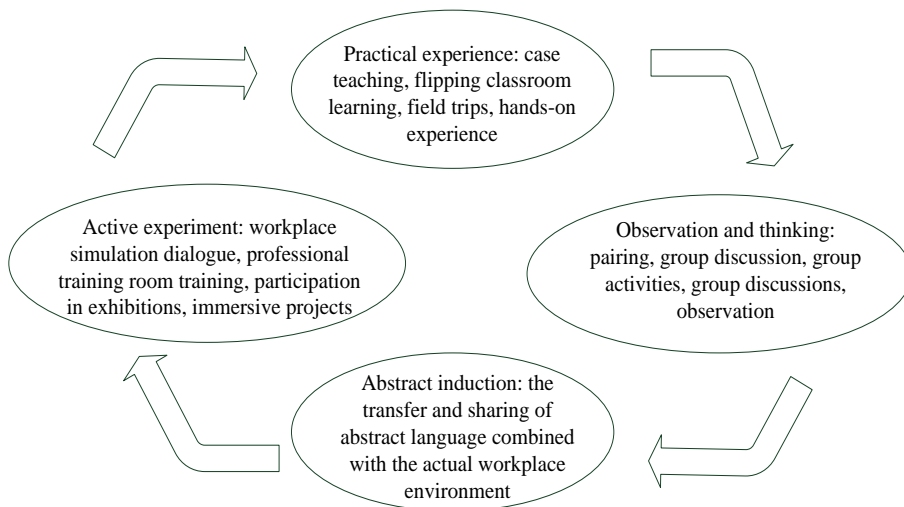 Practical experience: case
teaching, flipping classroom
learning, field trips, hands-on
experience
Active experiment: workplace
simulation dialogue, professional
training room training, participation
in exhibitions, immersive projects
Observation and thinking:
pairing, group discussion, group
activities, group discussions,
observation
Abstract induction: the
transfer and sharing of
abstract language combined
with the actual workplace
environment